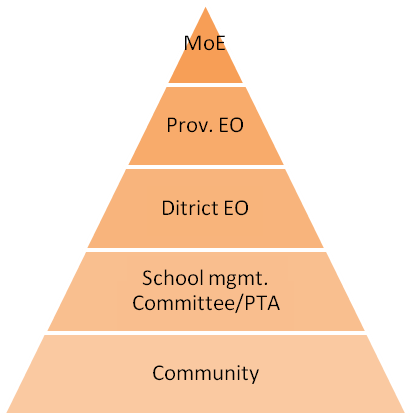 MoE
Prov. EO
Ditrict EO
School mgmt.
Committee/PTA
Community